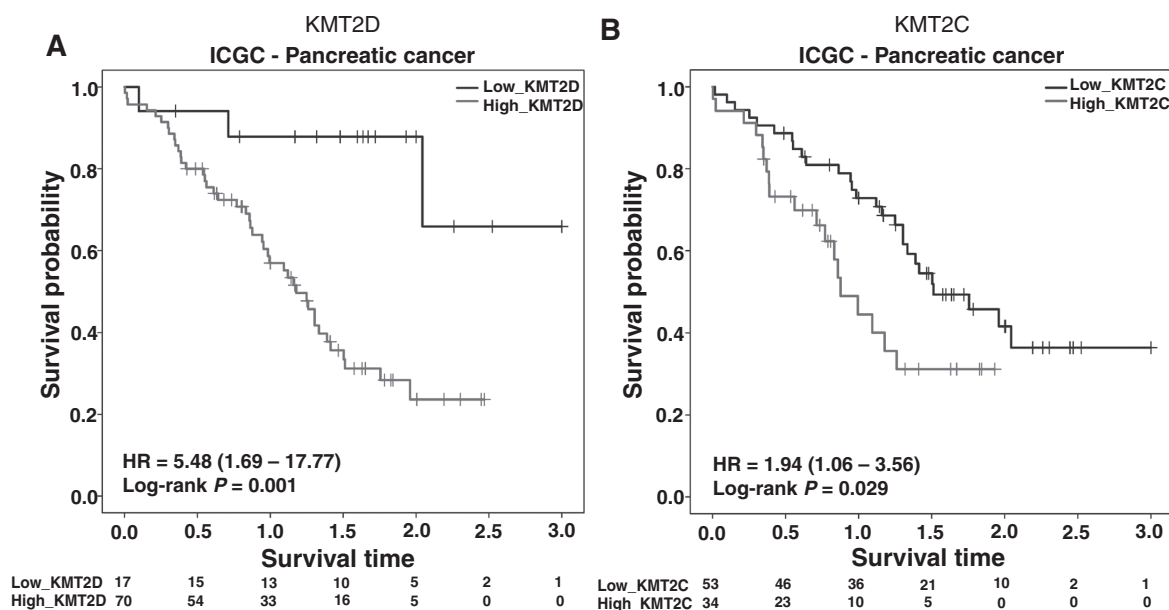 A
KMT2D
ICGC - Pancreatic cancer
Low_KMT2D
High_KMT2D
Survival probability
1.0
0.8
0.6
0.4
0.2
0.0
HR = 5.48 (1.69 – 17.77)
Log-rank P = 0.001
0.0 0.5 1.0 1.5 2.0 2.5 3.0
Survival time
Low_KMT2D 17 15 13 10 5 2 1
High_KMT2D 70 54 33 16 5 0 0
B
KMT2C
ICGC - Pancreatic cancer
Low_KMT2C
High_KMT2C
Survival probability
1.0
0.8
0.6
0.4
0.2
0.0
HR = 1.94 (1.06 – 3.56)
Log-rank P = 0.029
0.0 0.5 1.0 1.5 2.0 2.5 3.0
Survival time
Low_KMT2C 53 46 36 21 10 2 1
High_KMT2C 34 23 10 5 0 0 0